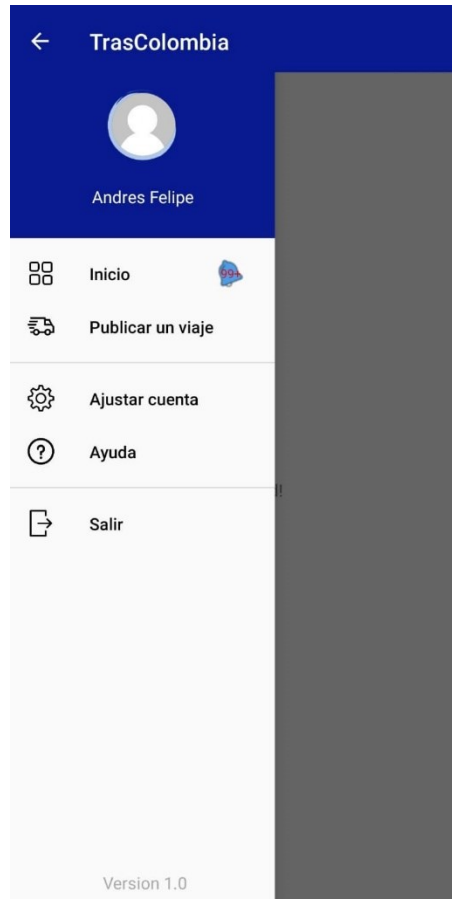 TrasColombia
Andres Felipe
Inicio
99+
Publicar un viaje
Ajustar cuenta
Ayuda
Salir
Version 1.0